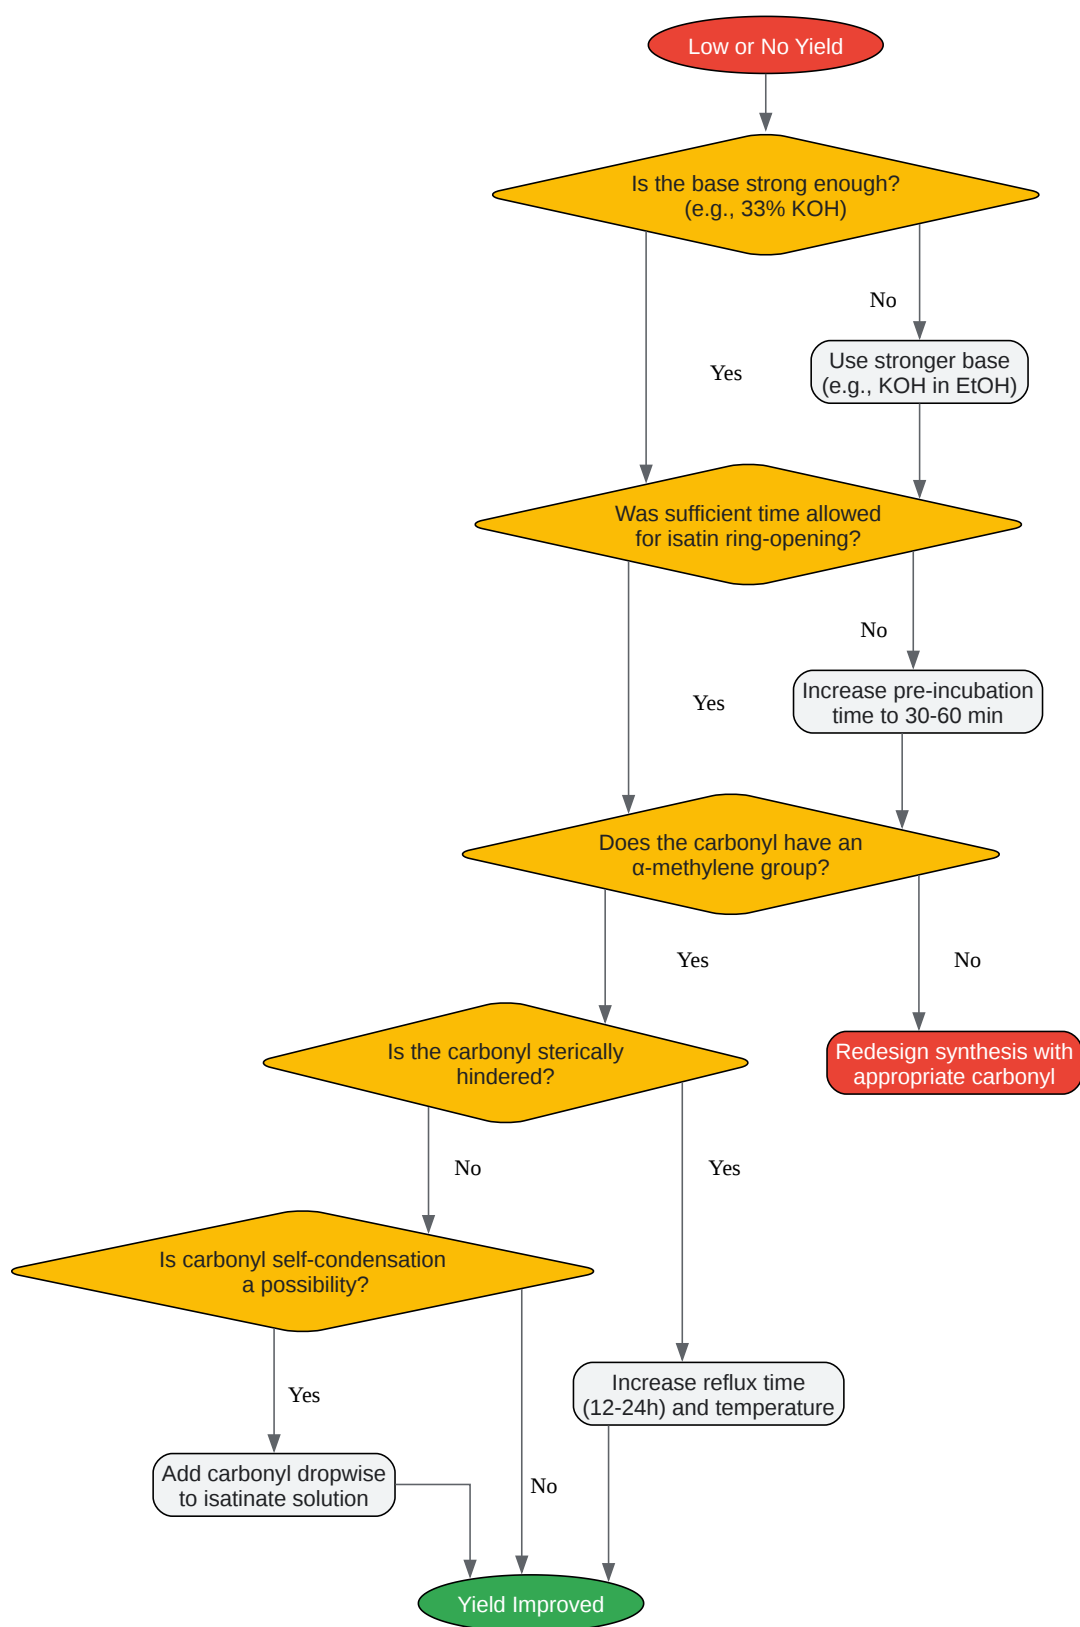 Low or No Yield
Is the base strong enough?
(e.g., 33% KOH)
No
Yes
Use stronger base
(e.g., KOH in EtOH)
Was sufficient time allowed
for isatin ring-opening?
No
Yes
Increase pre-incubation
time to 30-60 min
Does the carbonyl have an
α-methylene group?
Yes
No
Is the carbonyl sterically
hindered?
Redesign synthesis with
appropriate carbonyl
No
Yes
Is carbonyl self-condensation
a possibility?
Yes
Increase reflux time
(12-24h) and temperature
Add carbonyl dropwise
to isatinate solution
No
Yield Improved